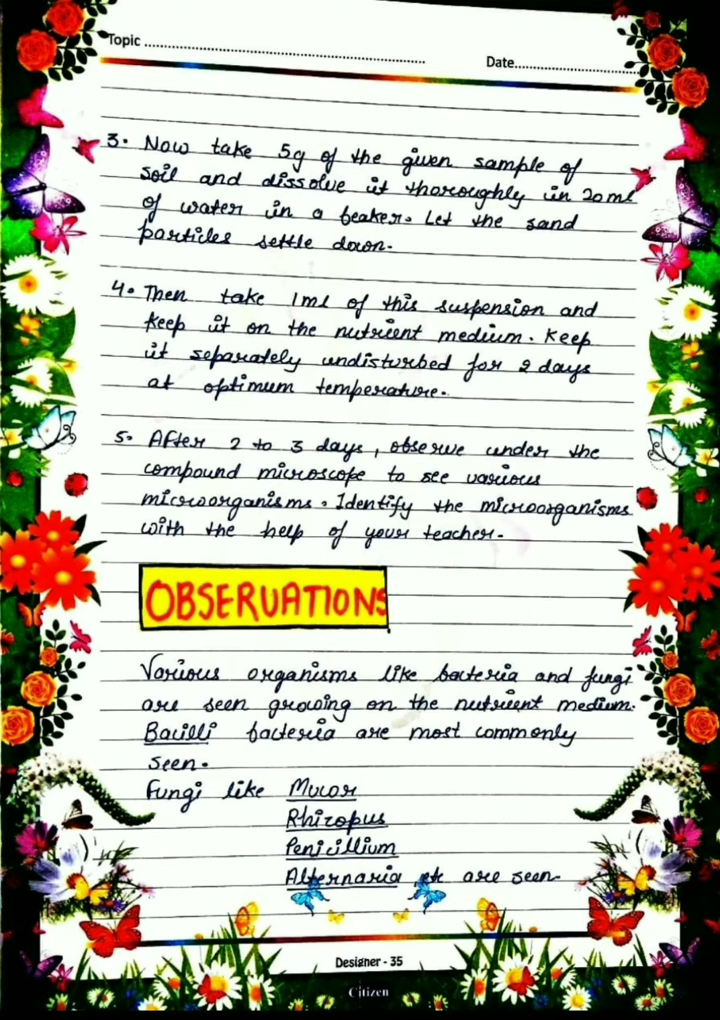 Topic
Date
3. Now take 5g of the given sample of
soil and dissolve it thoroughly in 20ml
of water in a beaker. Let the sand
particles settle down.
4. Then take 1ml of this suspension and
keep it on the nutrient medium. Keep
it separately undisturbed for 2 days
at optimum temperature.
5. After 2 to 3 days, observe under the
compound microscope to see various
microorganisms. Identify the microorganisms
with the help of your teacher.
OBSERVATIONS
Various organisms like bacteria and fungi
are seen growing on the nutrient medium.
Bacilli bacteria are most commonly
seen.
Fungi like Mucor
Rhizopus
Penicillium
Alternaria etc are seen.
Designer - 35
Citizen